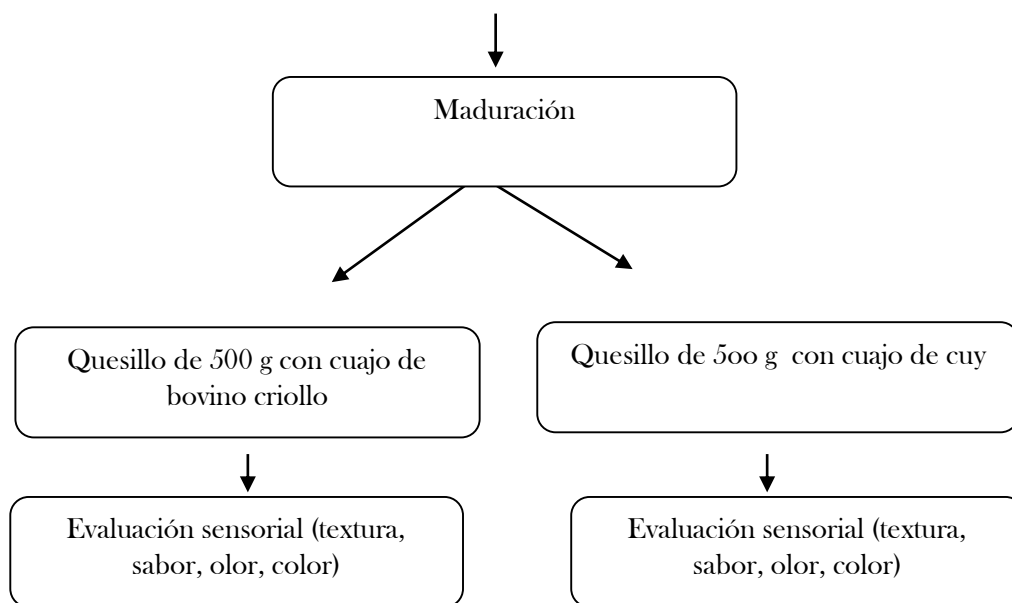 Maduración
Quesillo de 500 g con cuajo de
bovino criollo
Quesillo de 5oo g con cuajo de cuy
Evaluación sensorial (textura,
sabor, olor, color)
Evaluación sensorial (textura,
sabor, olor, color)